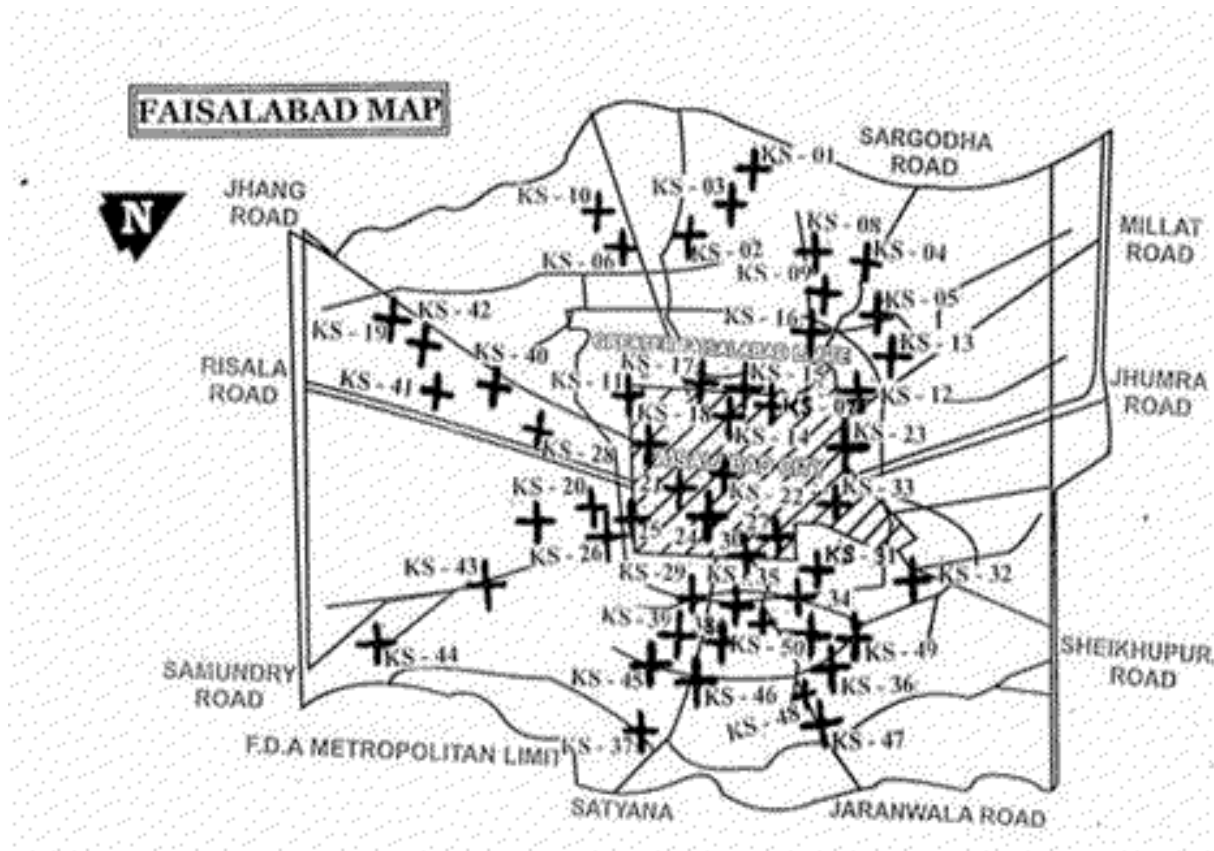 FAISALABAD MAP
N
SARGODHA
ROAD
JHANG
ROAD
MILLAT
ROAD
RISALA
ROAD
JHUMRA
ROAD
SAMUNDRY
ROAD
SHEIKHUPUR
ROAD
F.D.A METROPOLITAN LIMIT
SATYANA
JARANWALA ROAD
KS - 01
KS - 10
KS - 03
KS - 08
KS - 02
KS - 04
KS - 06
KS - 09
KS - 05
KS - 42
KS - 19
KS - 16
KS - 13
KS - 40
KS - 17
KS - 15
KS - 41
KS - 11
KS - 12
KS - 18
KS - 14
KS - 23
KS - 28
21
KS - 20
KS - 22
KS - 33
25
24
30
27
KS - 26
KS - 43
KS - 29
KS - 35
KS - 31
KS - 32
34
KS - 39
38
KS - 50
KS - 49
KS - 44
KS - 45
KS - 46
KS - 36
KS - 48
KS - 37
KS - 47